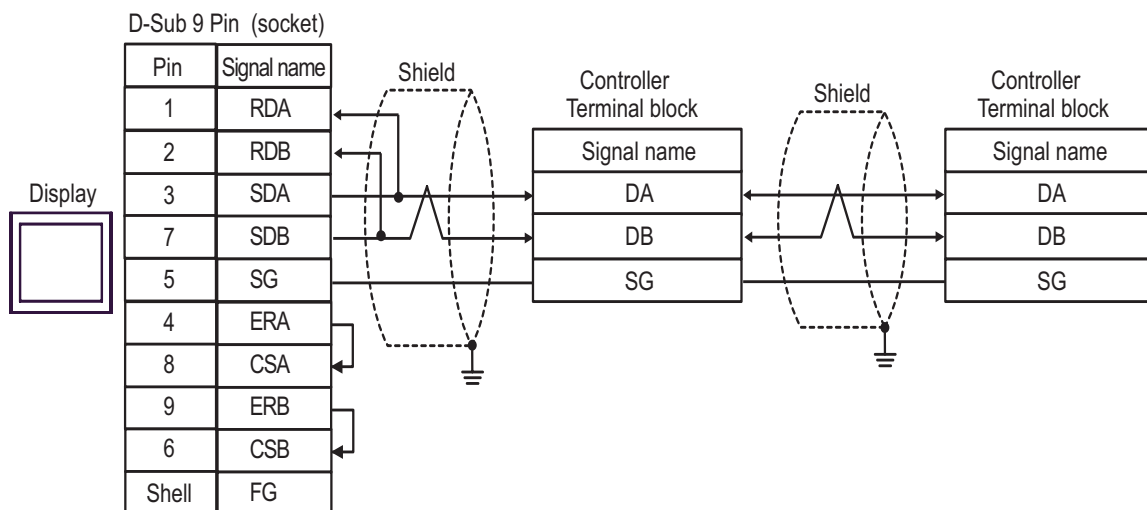 D-Sub 9 Pin (socket)
Pin Signal name
1 RDA
2 RDB
3 SDA
7 SDB
5 SG
4 ERA
8 CSA
9 ERB
6 CSB
Shell FG
Display
Shield
Controller
Terminal block
Signal name
DA
DB
SG
Shield
Controller
Terminal block
Signal name
DA
DB
SG